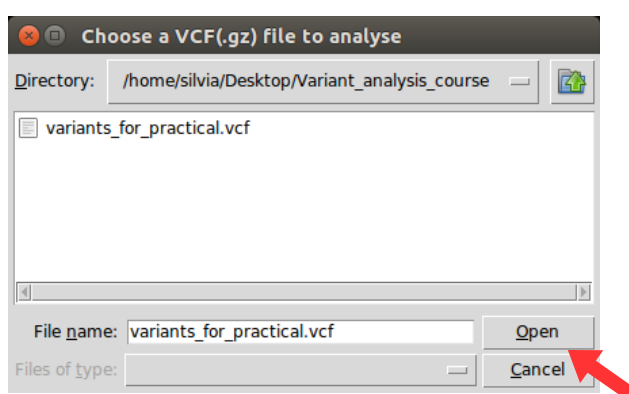 Choose a VCF(.gz) file to analyse
Directory: /home/silvia/Desktop/Variant_analysis_course
variants_for_practical.vcf
File name: variants_for_practical.vcf Open
Files of type: Cancel